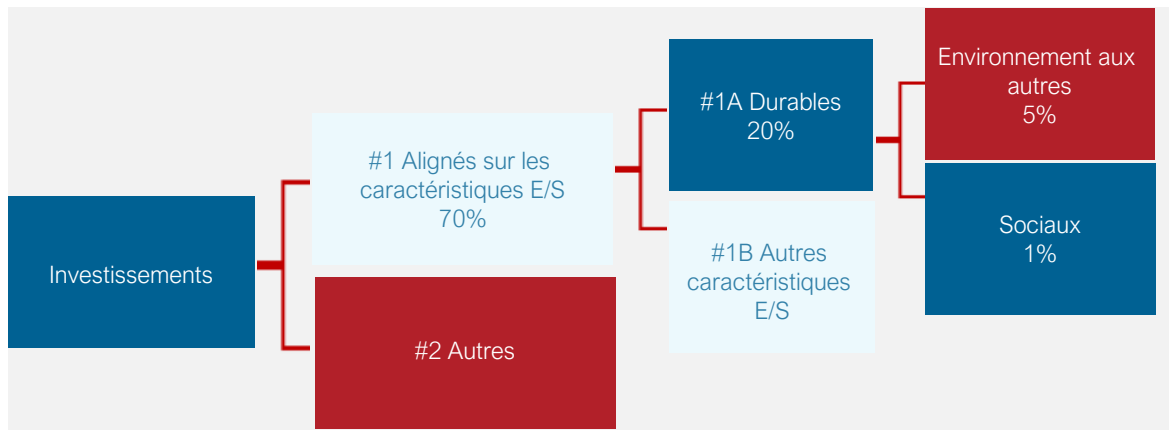 Investissements
#1 Alignés sur les
caractéristiques E/S
70%
#2 Autres
#1A Durables
20%
#1B Autres
caractéristiques
E/S
Environnement aux
autres
5%
Sociaux
1%